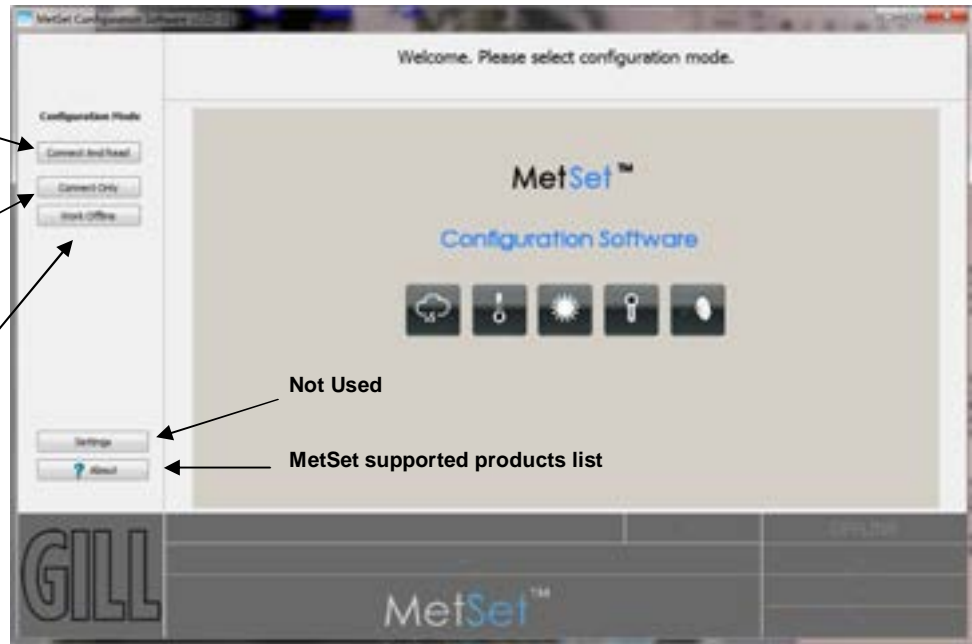 MetSet Configuration Software
Welcome. Please select configuration mode.
Configuration Mode
Connect And Read
Connect Only
Work Offline
MetSet™
Configuration Software
Not Used
Settings
MetSet supported products list
? About
OFFLINE
GILL
MetSet™